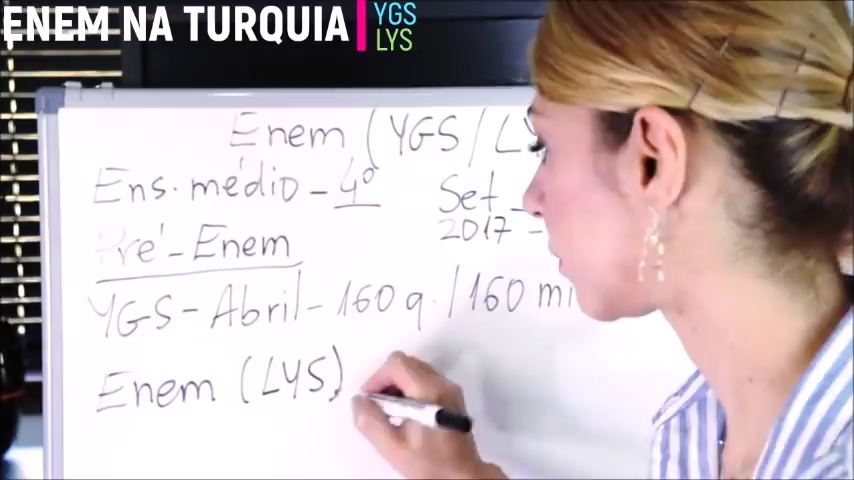 ENEM NA TURQUIA
YGS
LYS
Enem (YGS/LY
Ens. médio - 4º
Set
2017 -
Pré-Enem
YGS - Abril - 160 q. / 160 mi
Enem (LYS)